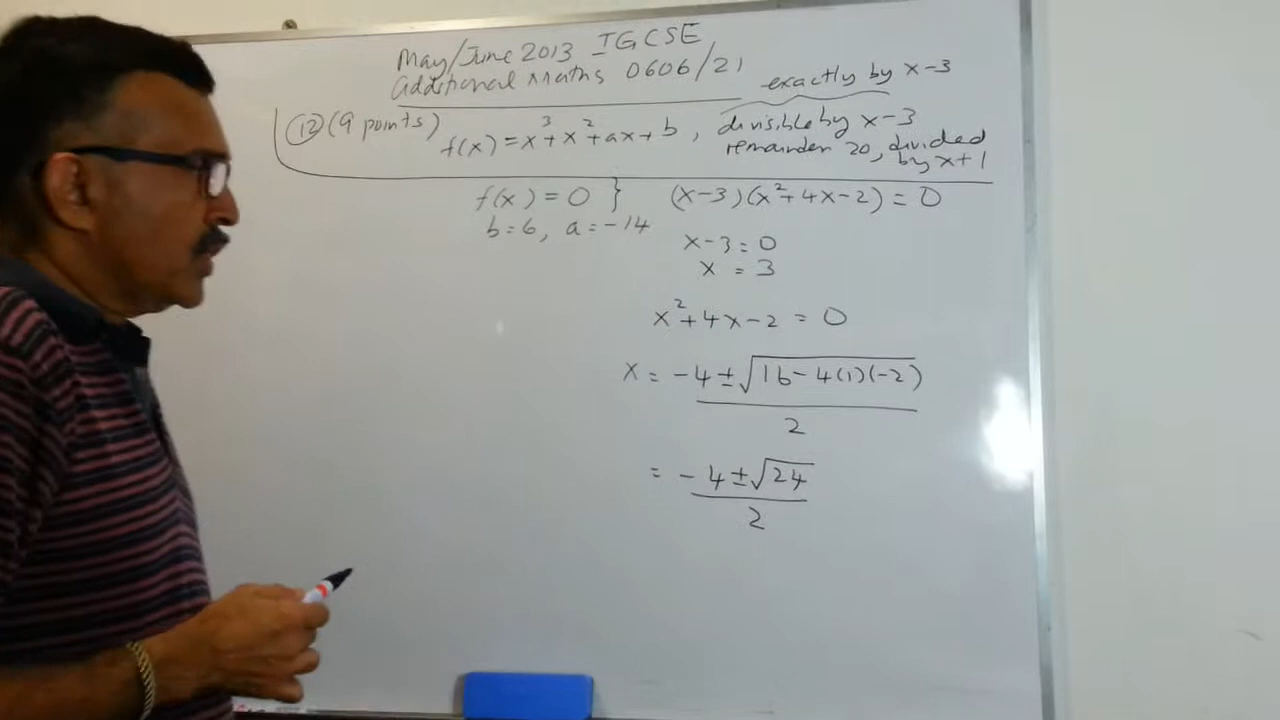 May/June 2013 IGCSE
Additional Maths 0606/21
exactly by x-3
(12) (9 points) f(x) = x³ + x² + ax + b, divisible by x-3
remainder 20, divided by x+1
f(x) = 0 } (x-3)(x²+4x-2) = 0
b = 6, a = -14
x-3 = 0
x = 3
x²+4x-2 = 0
x = -4 ± √16 - 4(1)(-2)
2
= -4 ± √24
2